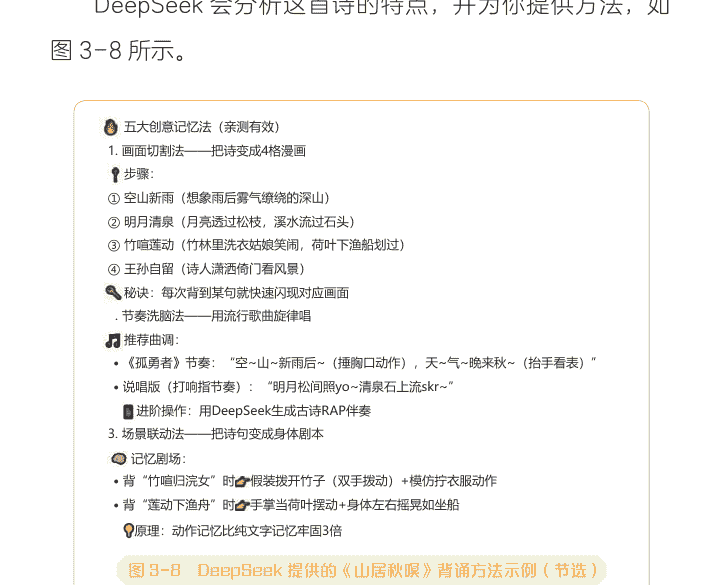 DeepSeek 会分析这首诗的特点，并为你提供方法，如
图 3-8 所示。
五大创意记忆法（亲测有效）
1. 画面切割法——把诗变成4格漫画
步骤：
① 空山新雨（想象雨后雾气缭绕的深山）
② 明月清泉（月亮透过松枝，溪水流过石头）
③ 竹喧莲动（竹林里洗衣姑娘笑闹，荷叶下渔船划过）
④ 王孙自留（诗人潇洒倚门看风景）
秘诀：每次背到某句就快速闪现对应画面
. 节奏洗脑法——用流行歌曲旋律唱
推荐曲调：
• 《孤勇者》节奏：“空~山~新雨后~（捶胸口动作），天~气~晚来秋~（抬手看表）”
• 说唱版（打响指节奏）：“明月松间照yo~清泉石上流skr~”
进阶操作：用DeepSeek生成古诗RAP伴奏
3. 场景联动法——把诗句变成身体剧本
记忆剧场：
• 背“竹喧归浣女”时👉假装拨开竹子（双手拨动）+模仿拧衣服动作
• 背“莲动下渔舟”时👉手掌当荷叶摆动+身体左右摇晃如坐船
原理：动作记忆比纯文字记忆牢固3倍
图 3-8 DeepSeek 提供的《山居秋暝》背诵方法示例（节选）